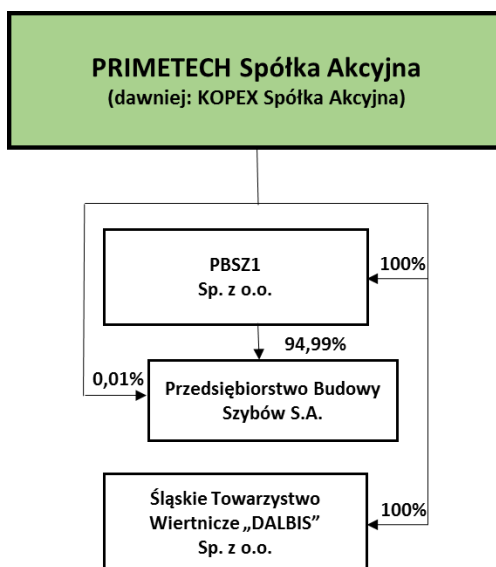 PRIMETECH Spółka Akcyjna
(dawniej: KOPEX Spółka Akcyjna)
PBSZ1
Sp. z o.o.
100%
94,99%
0,01%
Przedsiębiorstwo Budowy
Szybów S.A.
Śląskie Towarzystwo
Wiertnicze „DALBIS”
Sp. z o.o.
100%